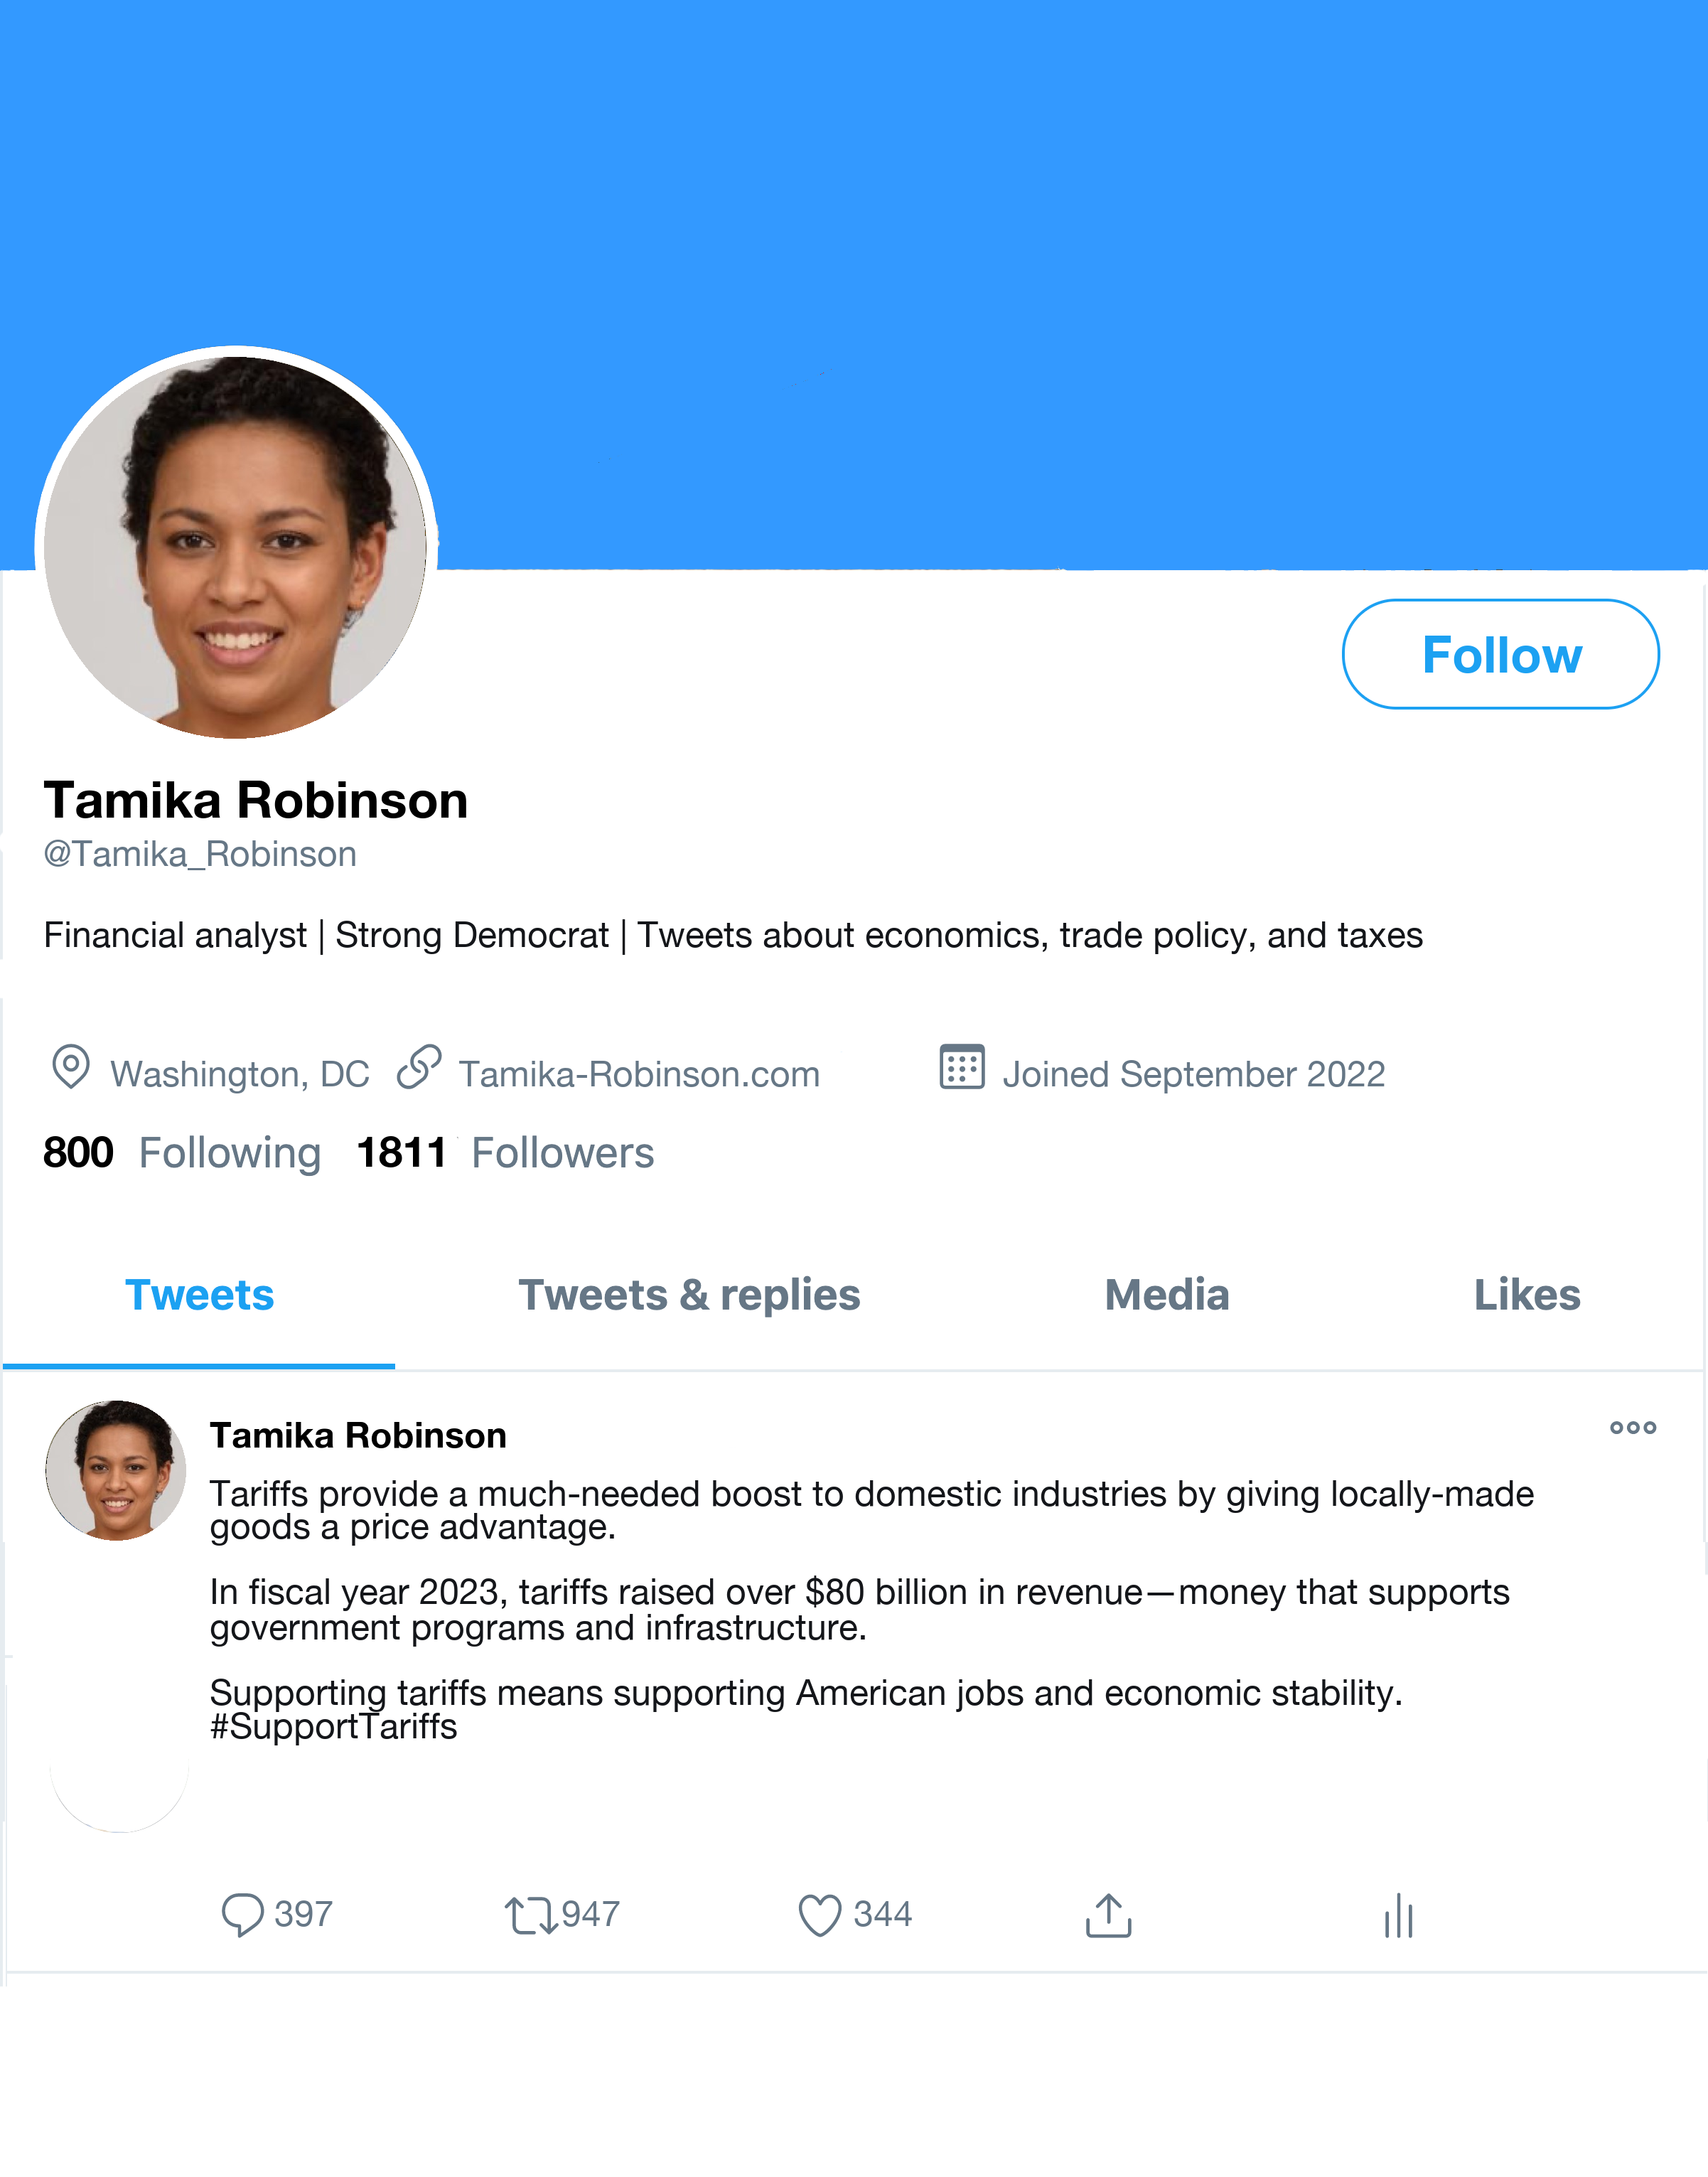 Follow
Tamika Robinson
@Tamika_Robinson
Financial analyst | Strong Democrat | Tweets about economics, trade policy, and taxes
Washington, DC Tamika-Robinson.com Joined September 2022
800 Following 1811 Followers
Tweets Tweets & replies Media Likes
Tamika Robinson
Tariffs provide a much-needed boost to domestic industries by giving locally-made
goods a price advantage.
In fiscal year 2023, tariffs raised over $80 billion in revenue—money that supports
government programs and infrastructure.
Supporting tariffs means supporting American jobs and economic stability.
#SupportTariffs
397 947 344